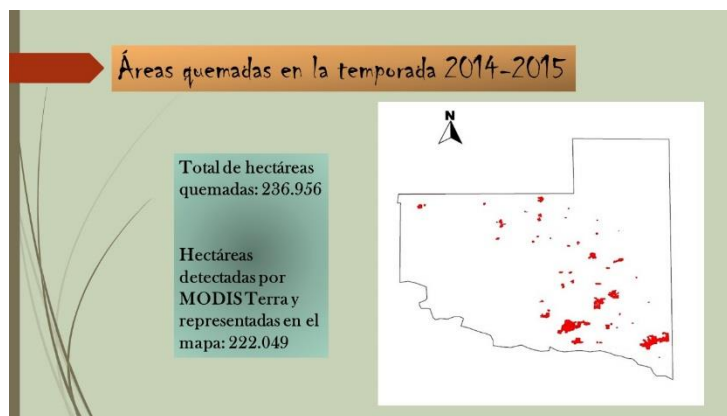 Áreas quemadas en la temporada 2014-2015
N
Total de hectáreas
quemadas: 236.956
Hectáreas
detectadas por
MODIS Terra y
representadas en el
mapa: 222.049